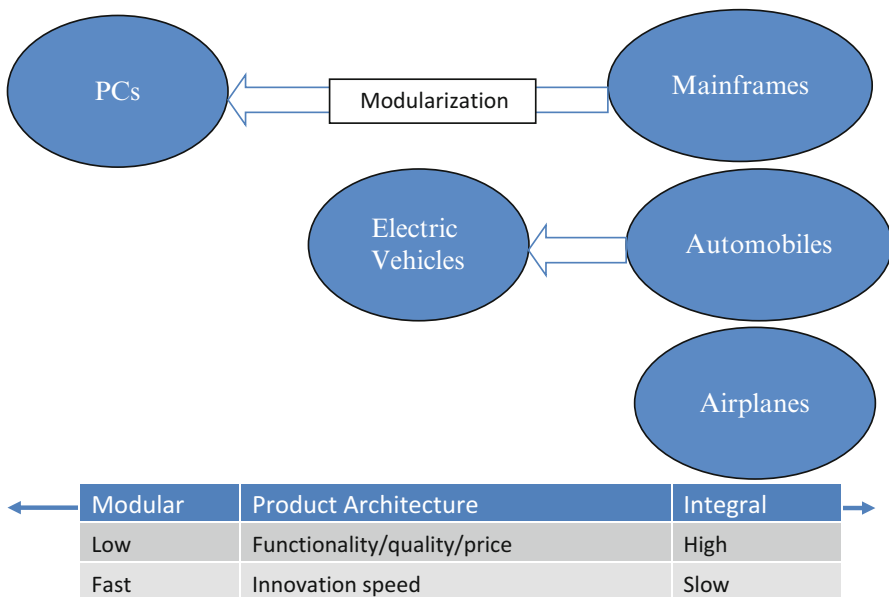 PCs
Modularization
Mainframes
Electric
Vehicles
Automobiles
Airplanes
Modular Product Architecture Integral
Low Functionality/quality/price High
Fast Innovation speed Slow